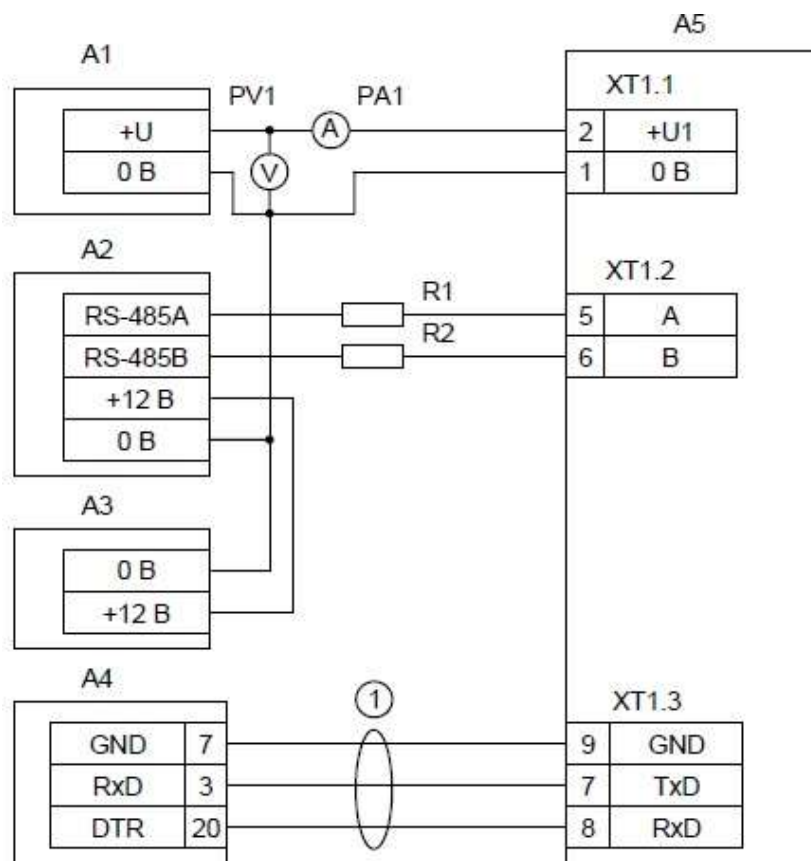 A5
A1
PV1 PA1 XT1.1
+U A 2 +U1
0 В V 1 0 В
A2
XT1.2
RS-485A R1 5 A
RS-485B R2 6 B
+12 В
0 В
A3
0 В
+12 В
A4
1 XT1.3
GND 7 9 GND
RxD 3 7 TxD
DTR 20 8 RxD